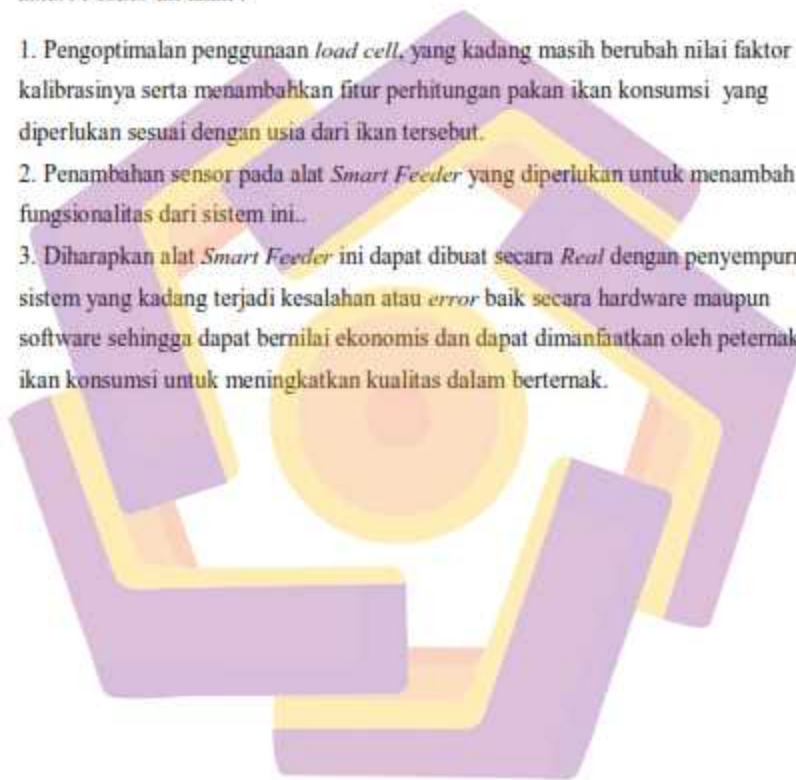 1. Pengoptimalan penggunaan load cell, yang kadang masih berubah nilai faktor
kalibrasinya serta menambahkan fitur perhitungan pakan ikan konsumsi yang
diperlukan sesuai dengan usia dari ikan tersebut.
2. Penambahan sensor pada alat Smart Feeder yang diperlukan untuk menambah
fungsionalitas dari sistem ini..
3. Diharapkan alat Smart Feeder ini dapat dibuat secara Real dengan
sistem yang kadang terjadi kesalahan atau error baik secara hardware maupun
software sehingga dapat bernilai ekonomis dan dapat dimanfaatkan oleh peternak
ikan konsumsi untuk meningkatkan kualitas dalam berternak.